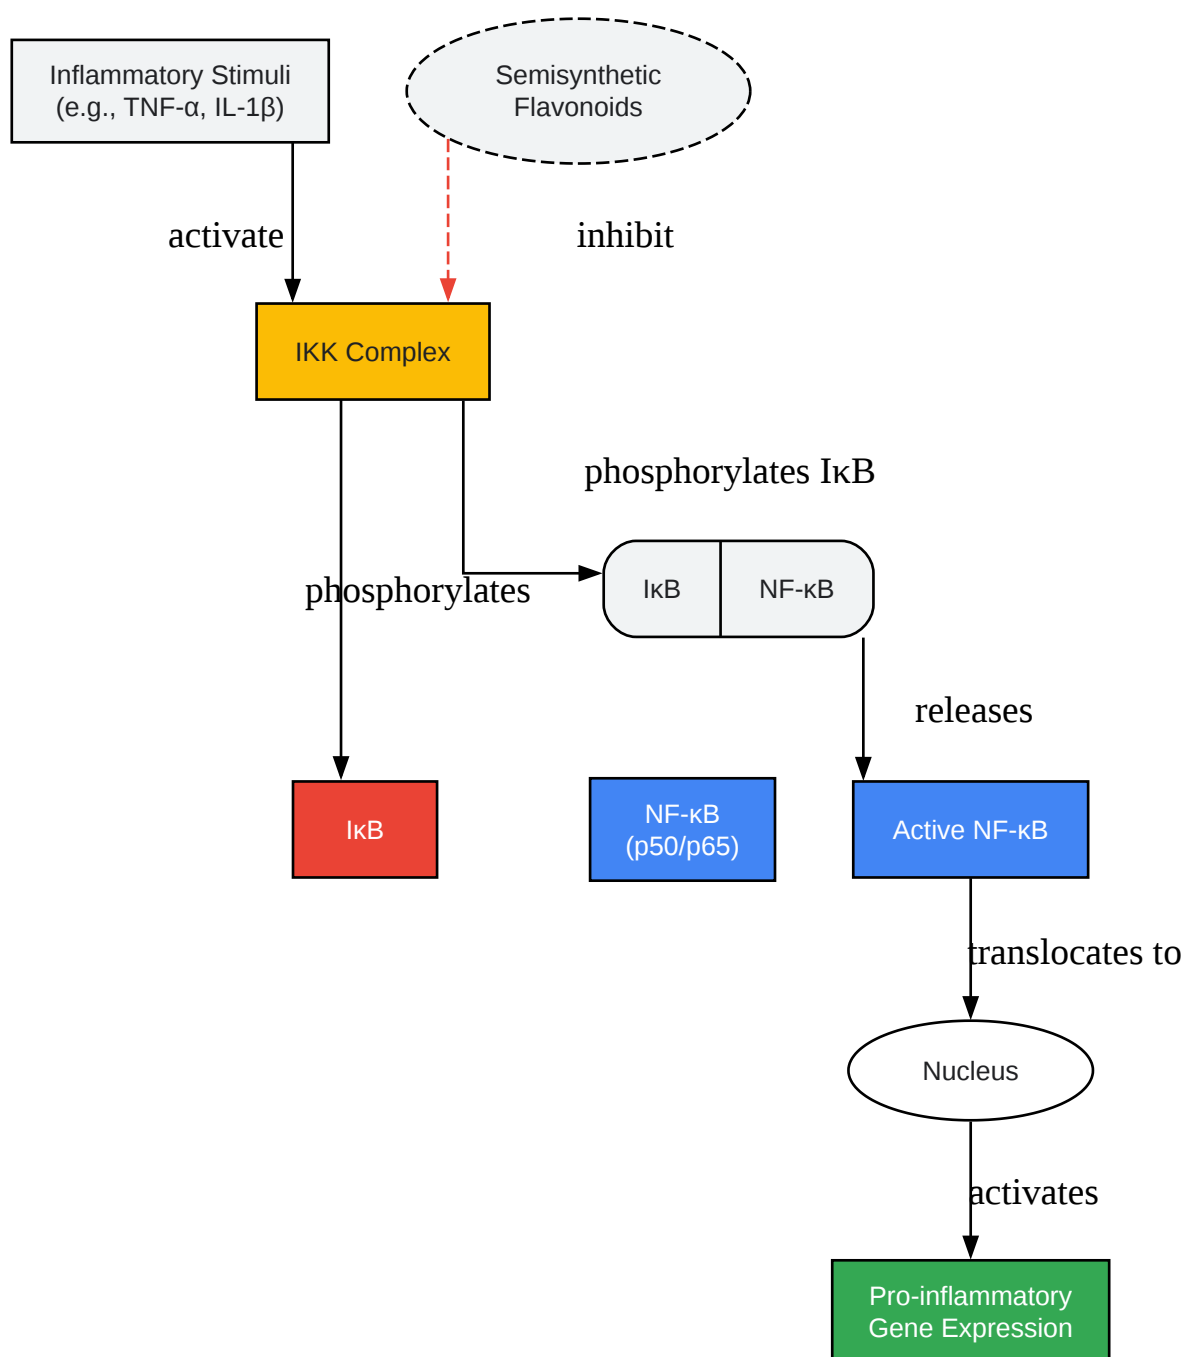 Inflammatory Stimuli
(e.g., TNF-α, IL-1β)
Semisynthetic
Flavonoids
activate
inhibit
IKK Complex
phosphorylates IκB
phosphorylates
IκB
NF-κB
releases
IκB
NF-κB
(p50/p65)
Active NF-κB
translocates to
Nucleus
activates
Pro-inflammatory
Gene Expression